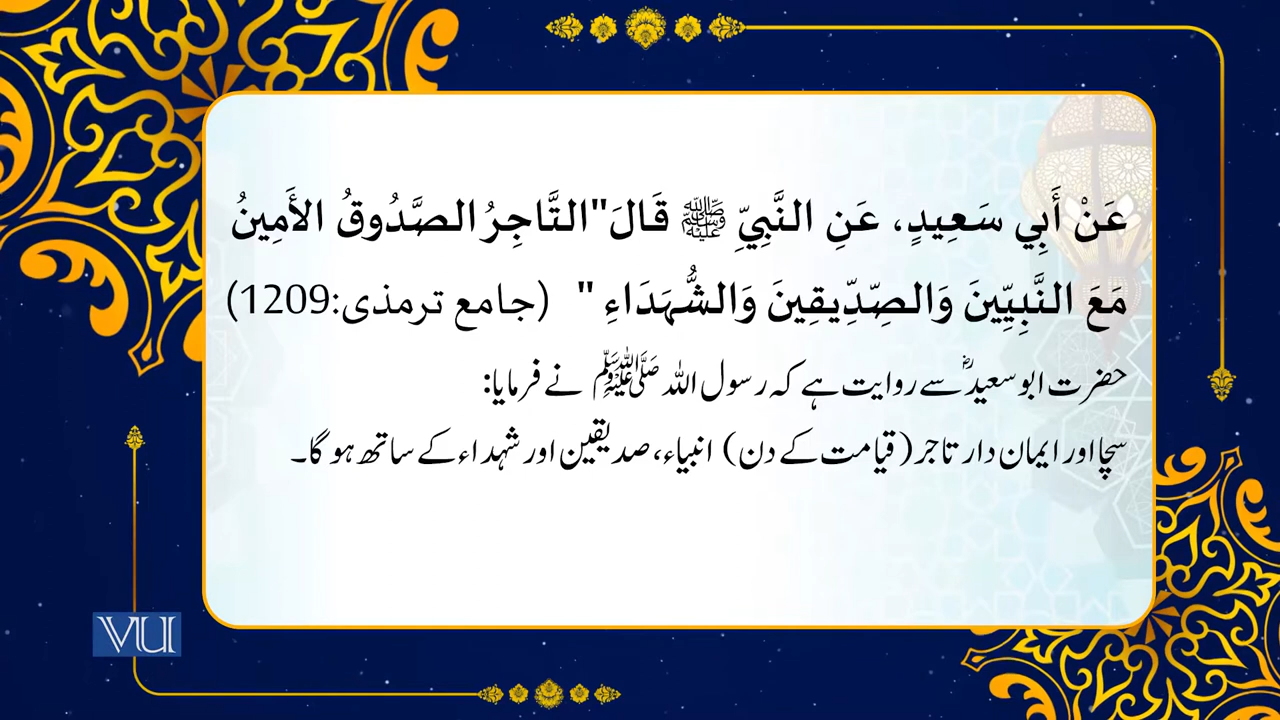 عَنْ أَبِي سَعِيدٍ، عَنِ النَّبِيِّ ﷺ قَالَ"التَّاجِرُ الصَّدُوقُ الأَمِينُ
مَعَ النَّبِيِّينَ وَالصِّدِّيقِينَ وَالشُّهَدَاءِ " (جامع ترمذی:1209)
حضرت ابو سعیدؓ سے روایت ہے کہ رسول اللہ ﷺ نے فرمایا:
سچا اور ایمان دار تاجر (قیامت کے دن) انبیاء، صدیقین اور شہداء کے ساتھ ہو گا۔
VU